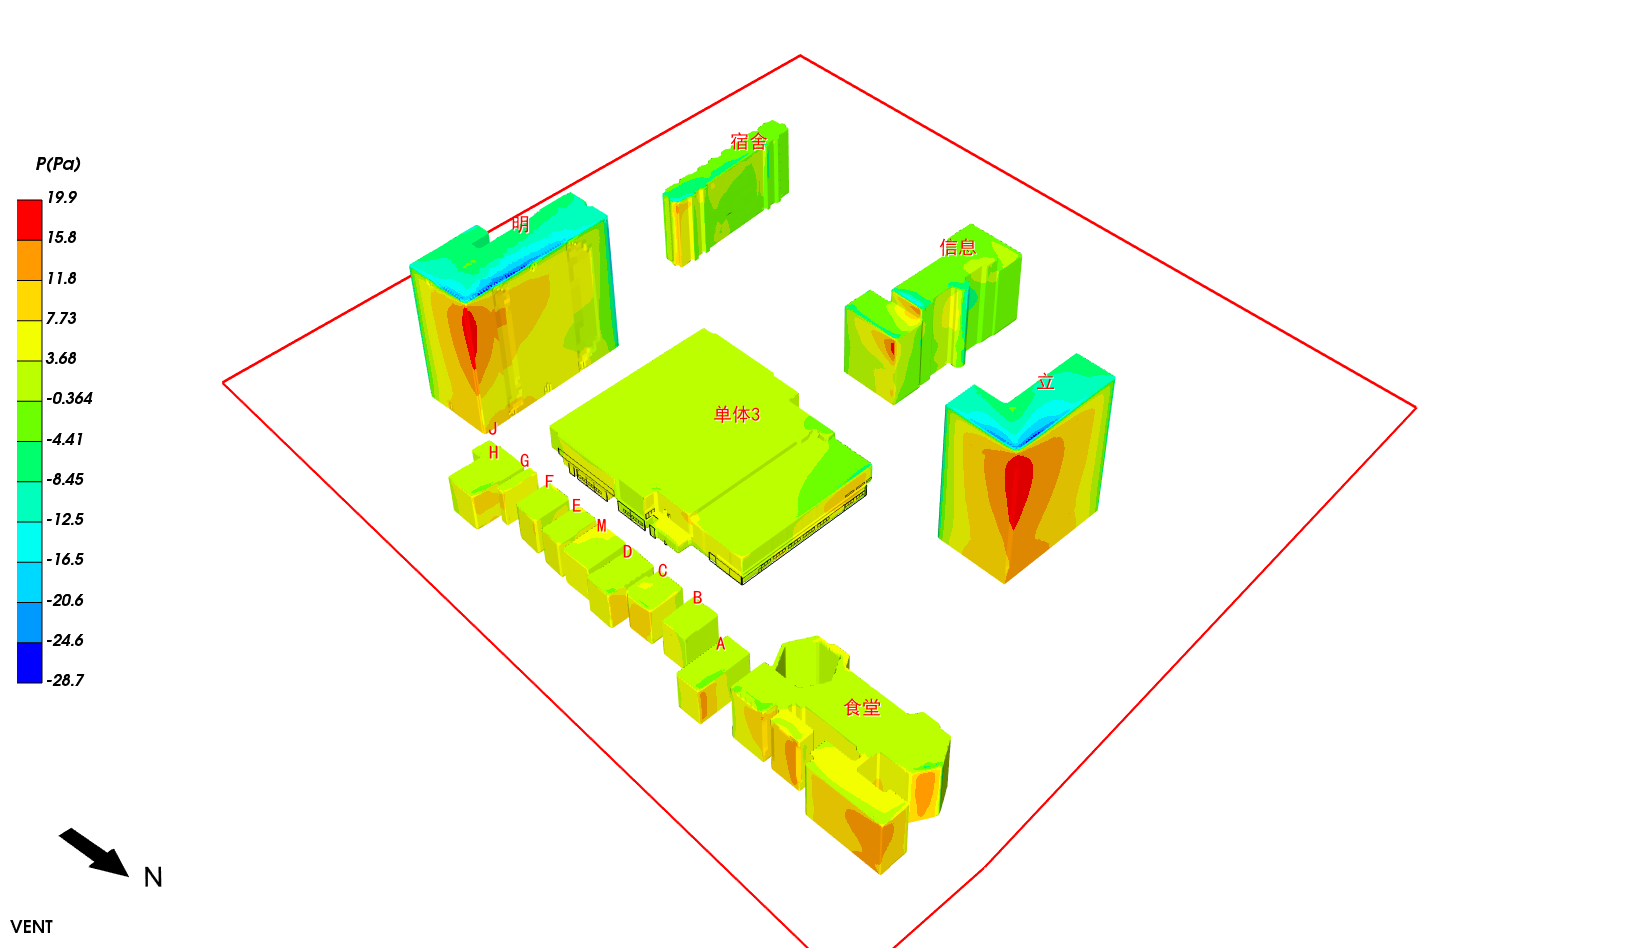 P(Pa)
19.9
15.8
11.8
7.73
3.68
-0.364
-4.41
-8.45
-12.5
-16.5
-20.6
-24.6
-28.7
宿舍
明
信息
立
单体3
J
H
G
F
E
M
D
C
B
A
食堂
N
VENT